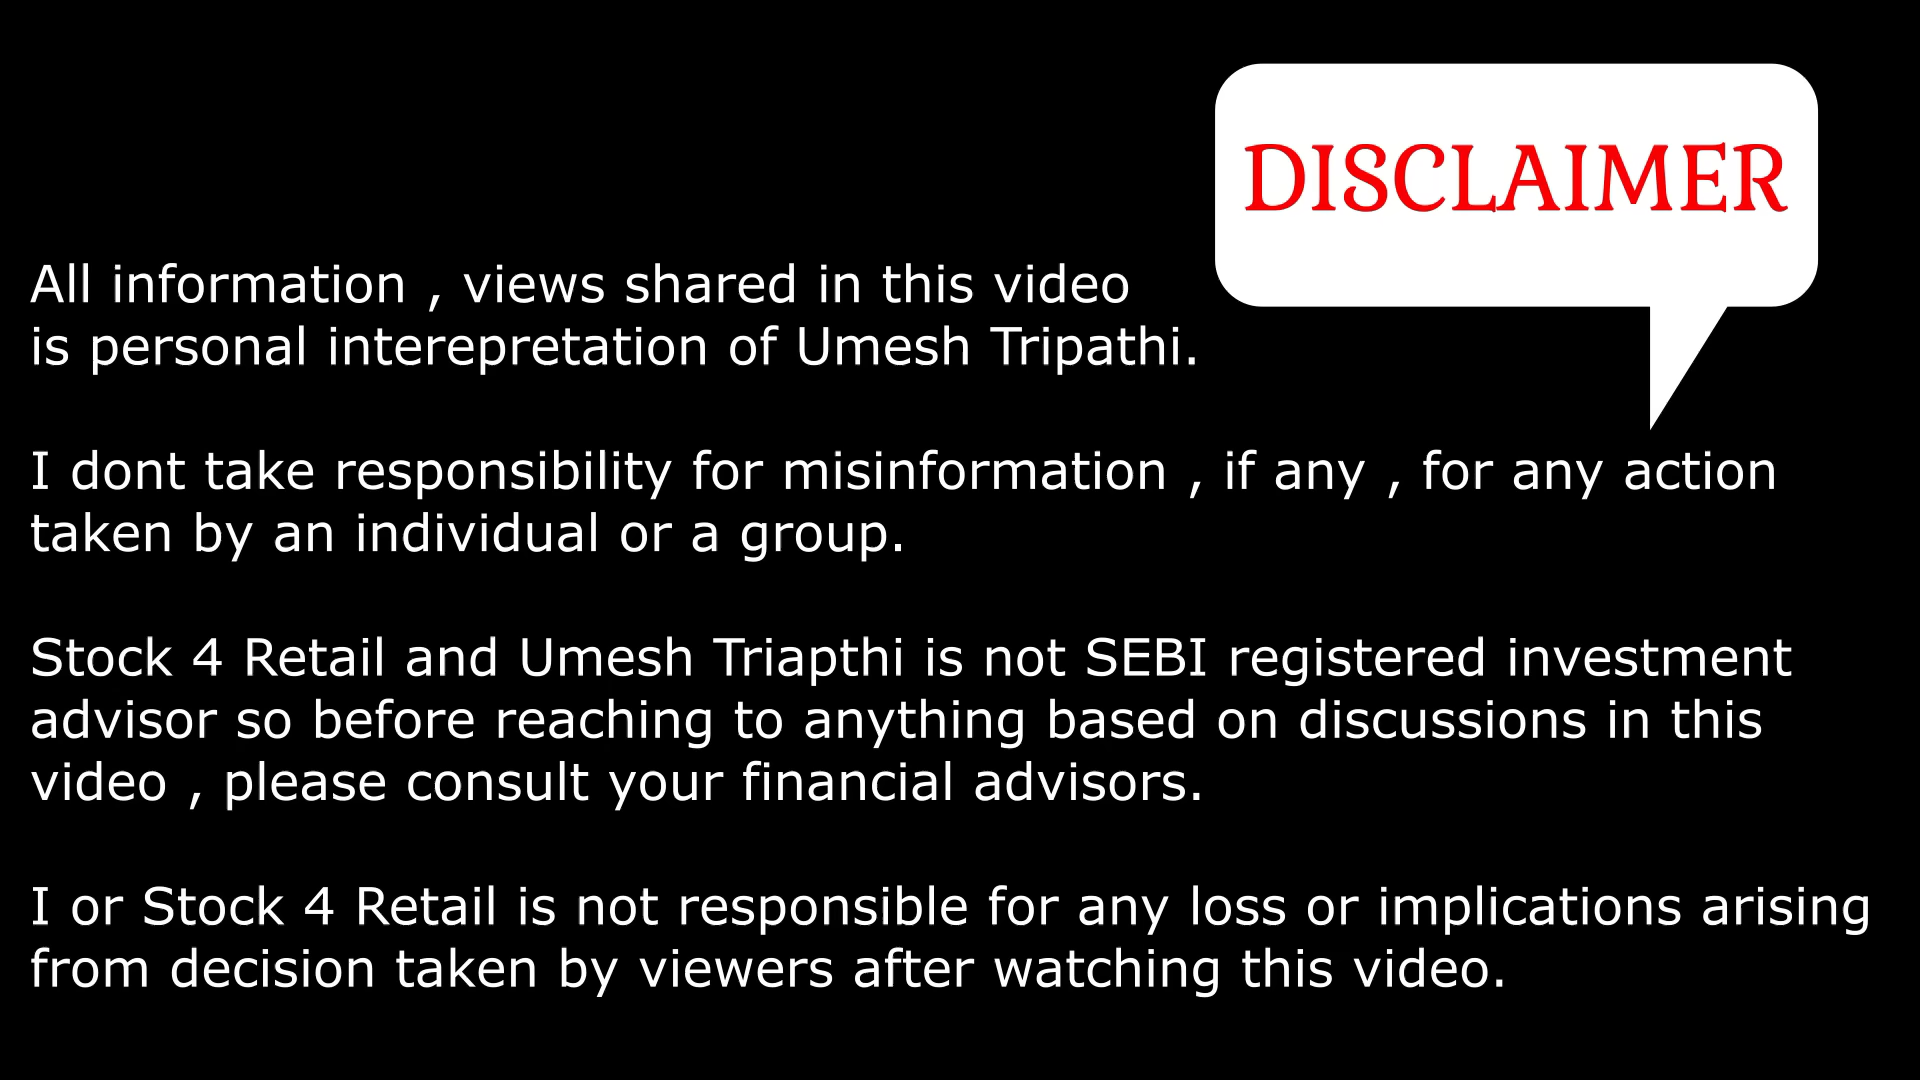 DISCLAIMER
All information , views shared in this video
is personal interepretation of Umesh Tripathi.
I dont take responsibility for misinformation , if any , for any action
taken by an individual or a group.
Stock 4 Retail and Umesh Triapthi is not SEBI registered investment
advisor so before reaching to anything based on discussions in this
video , please consult your financial advisors.
I or Stock 4 Retail is not responsible for any loss or implications arising
from decision taken by viewers after watching this video.